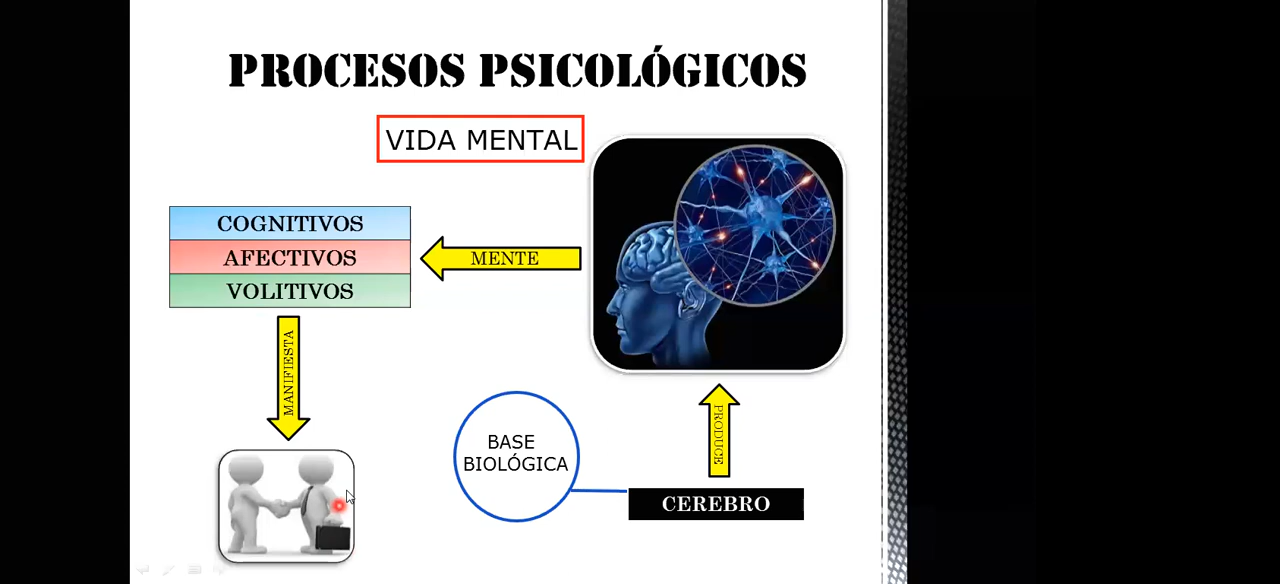 PROCESOS PSICOLÓGICOS
VIDA MENTAL
COGNITIVOS
AFECTIVOS
VOLITIVOS
MENTE
MANIFIESTA
PRODUCE
BASE
BIOLÓGICA
CEREBRO